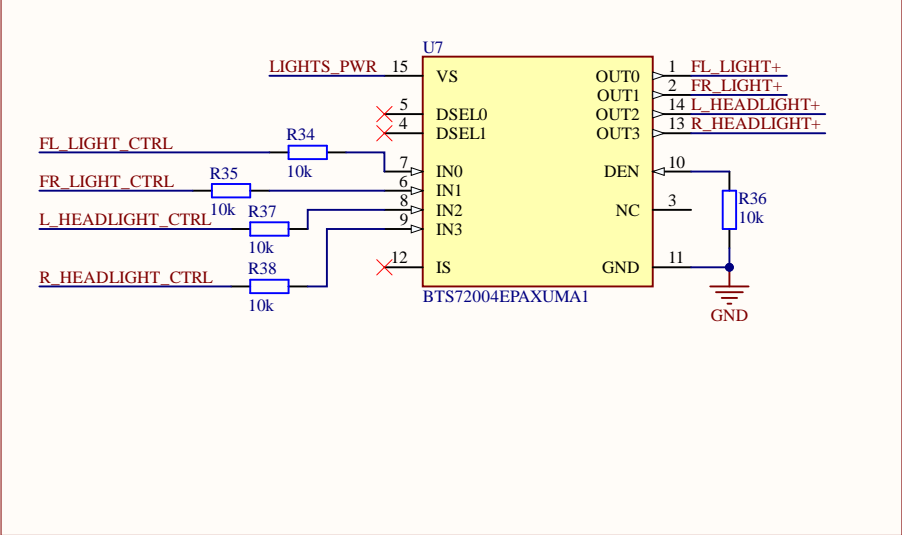 U7
LIGHTS_PWR 15 VS OUT0 1 FL_LIGHT+
OUT1 2 FR_LIGHT+
5 DSEL0 OUT2 14 L_HEADLIGHT+
4 DSEL1 OUT3 13 R_HEADLIGHT+
FL_LIGHT_CTRL R34 10k 7 IN0 DEN 10
FR_LIGHT_CTRL R35 10k 6 IN1
R36 10k
L_HEADLIGHT_CTRL R37 10k 8 IN2 NC 3
9 IN3
R_HEADLIGHT_CTRL R38 10k
12 IS GND 11
BTS72004EPAXUMA1
GND